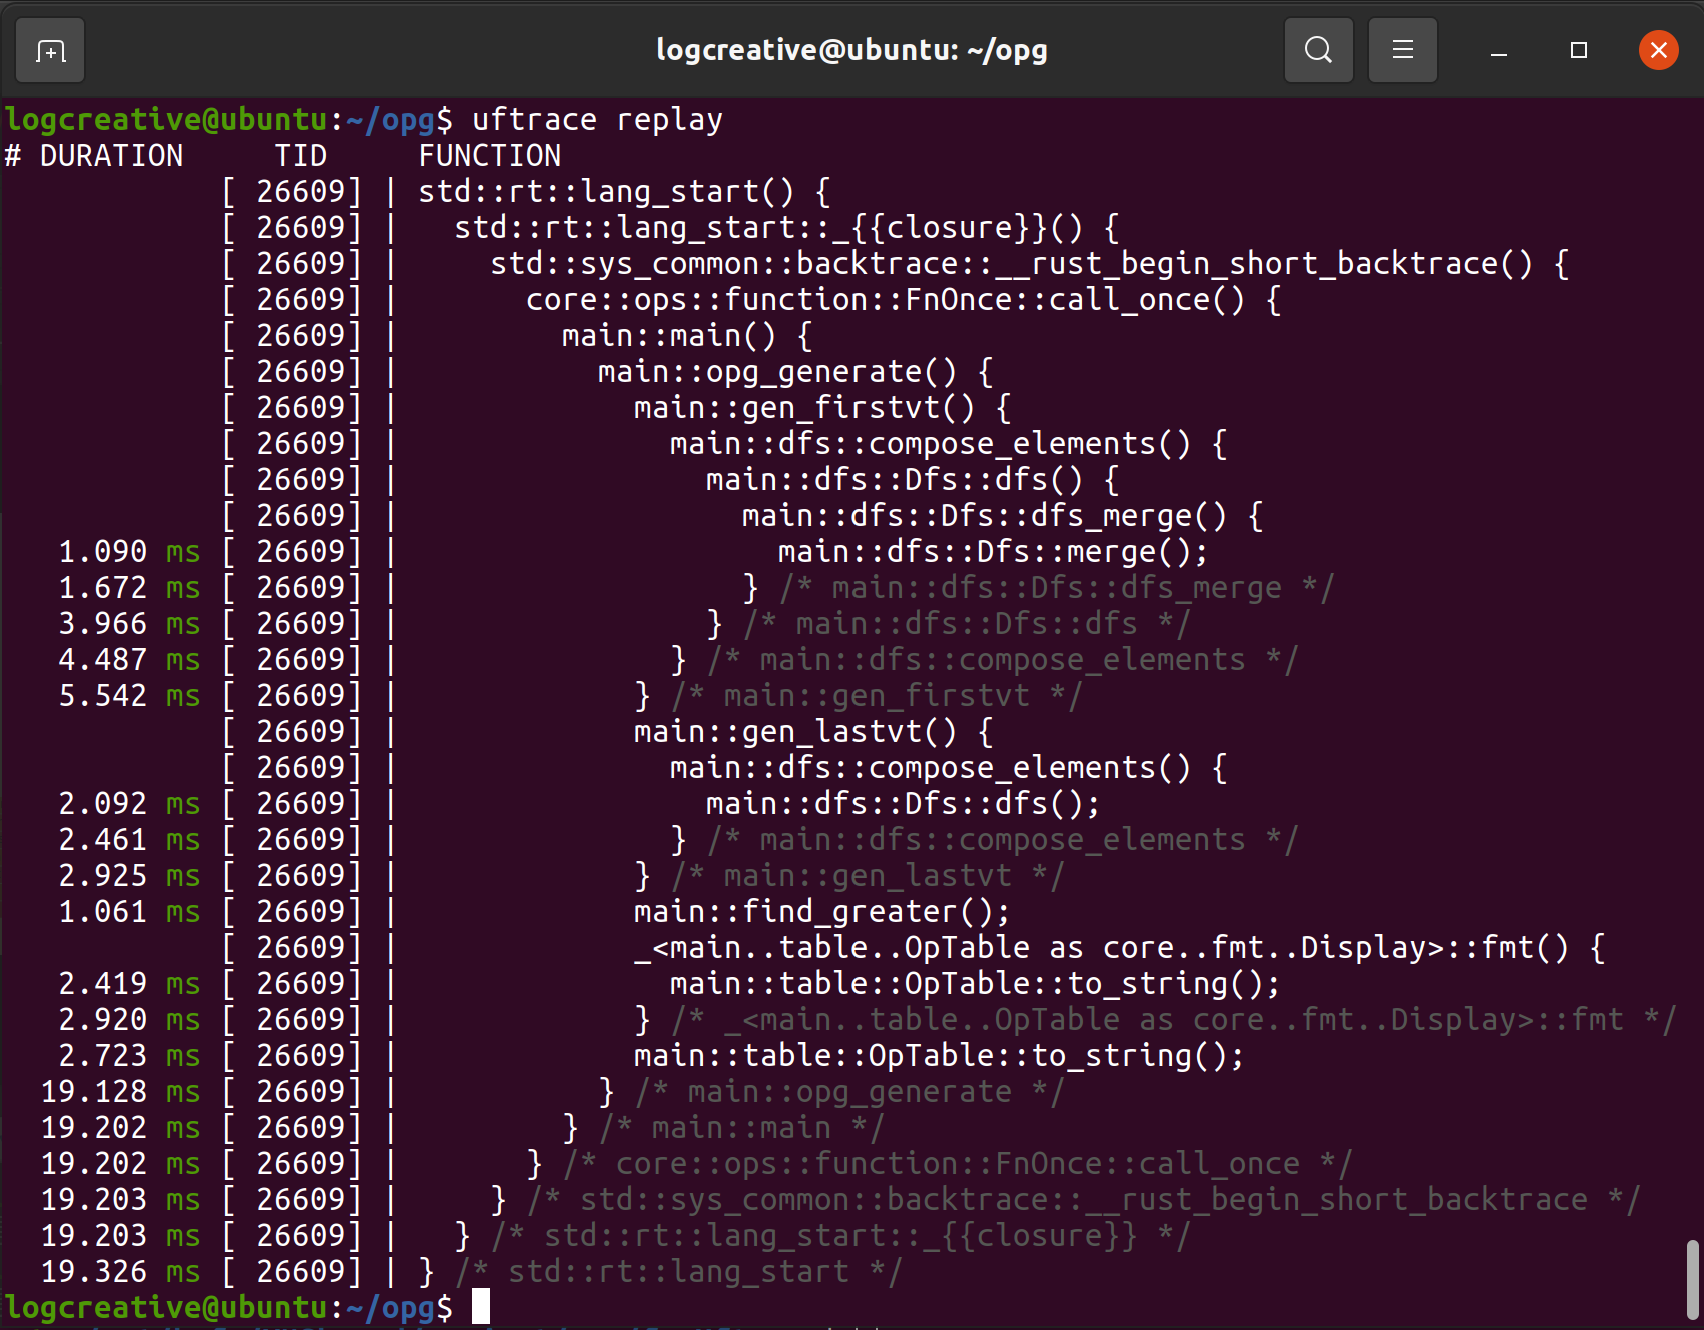 logcreative@ubuntu: ~/opg
logcreative@ubuntu:~/opg$ uftrace replay
# DURATION     TID     FUNCTION
            [ 26609] | std::rt::lang_start() {
            [ 26609] |   std::rt::lang_start::_{{closure}}() {
            [ 26609] |     std::sys_common::backtrace::__rust_begin_short_backtrace() {
            [ 26609] |       core::ops::function::FnOnce::call_once() {
            [ 26609] |         main::main() {
            [ 26609] |           main::opg_generate() {
            [ 26609] |             main::gen_firstvt() {
            [ 26609] |               main::dfs::compose_elements() {
            [ 26609] |                 main::dfs::Dfs::dfs() {
            [ 26609] |                   main::dfs::Dfs::dfs_merge() {
   1.090 ms [ 26609] |                     main::dfs::Dfs::merge();
   1.672 ms [ 26609] |                   } /* main::dfs::Dfs::dfs_merge */
   3.966 ms [ 26609] |                 } /* main::dfs::Dfs::dfs */
   4.487 ms [ 26609] |               } /* main::dfs::compose_elements */
   5.542 ms [ 26609] |             } /* main::gen_firstvt */
            [ 26609] |             main::gen_lastvt() {
            [ 26609] |               main::dfs::compose_elements() {
   2.092 ms [ 26609] |                 main::dfs::Dfs::dfs();
   2.461 ms [ 26609] |               } /* main::dfs::compose_elements */
   2.925 ms [ 26609] |             } /* main::gen_lastvt */
   1.061 ms [ 26609] |             main::find_greater();
            [ 26609] |             _<main..table..OpTable as core..fmt..Display>::fmt() {
   2.419 ms [ 26609] |               main::table::OpTable::to_string();
   2.920 ms [ 26609] |             } /* _<main..table..OpTable as core..fmt..Display>::fmt */
   2.723 ms [ 26609] |             main::table::OpTable::to_string();
  19.128 ms [ 26609] |           } /* main::opg_generate */
  19.202 ms [ 26609] |         } /* main::main */
  19.202 ms [ 26609] |       } /* core::ops::function::FnOnce::call_once */
  19.203 ms [ 26609] |     } /* std::sys_common::backtrace::__rust_begin_short_backtrace */
  19.203 ms [ 26609] |   } /* std::rt::lang_start::_{{closure}} */
  19.326 ms [ 26609] | } /* std::rt::lang_start */
logcreative@ubuntu:~/opg$